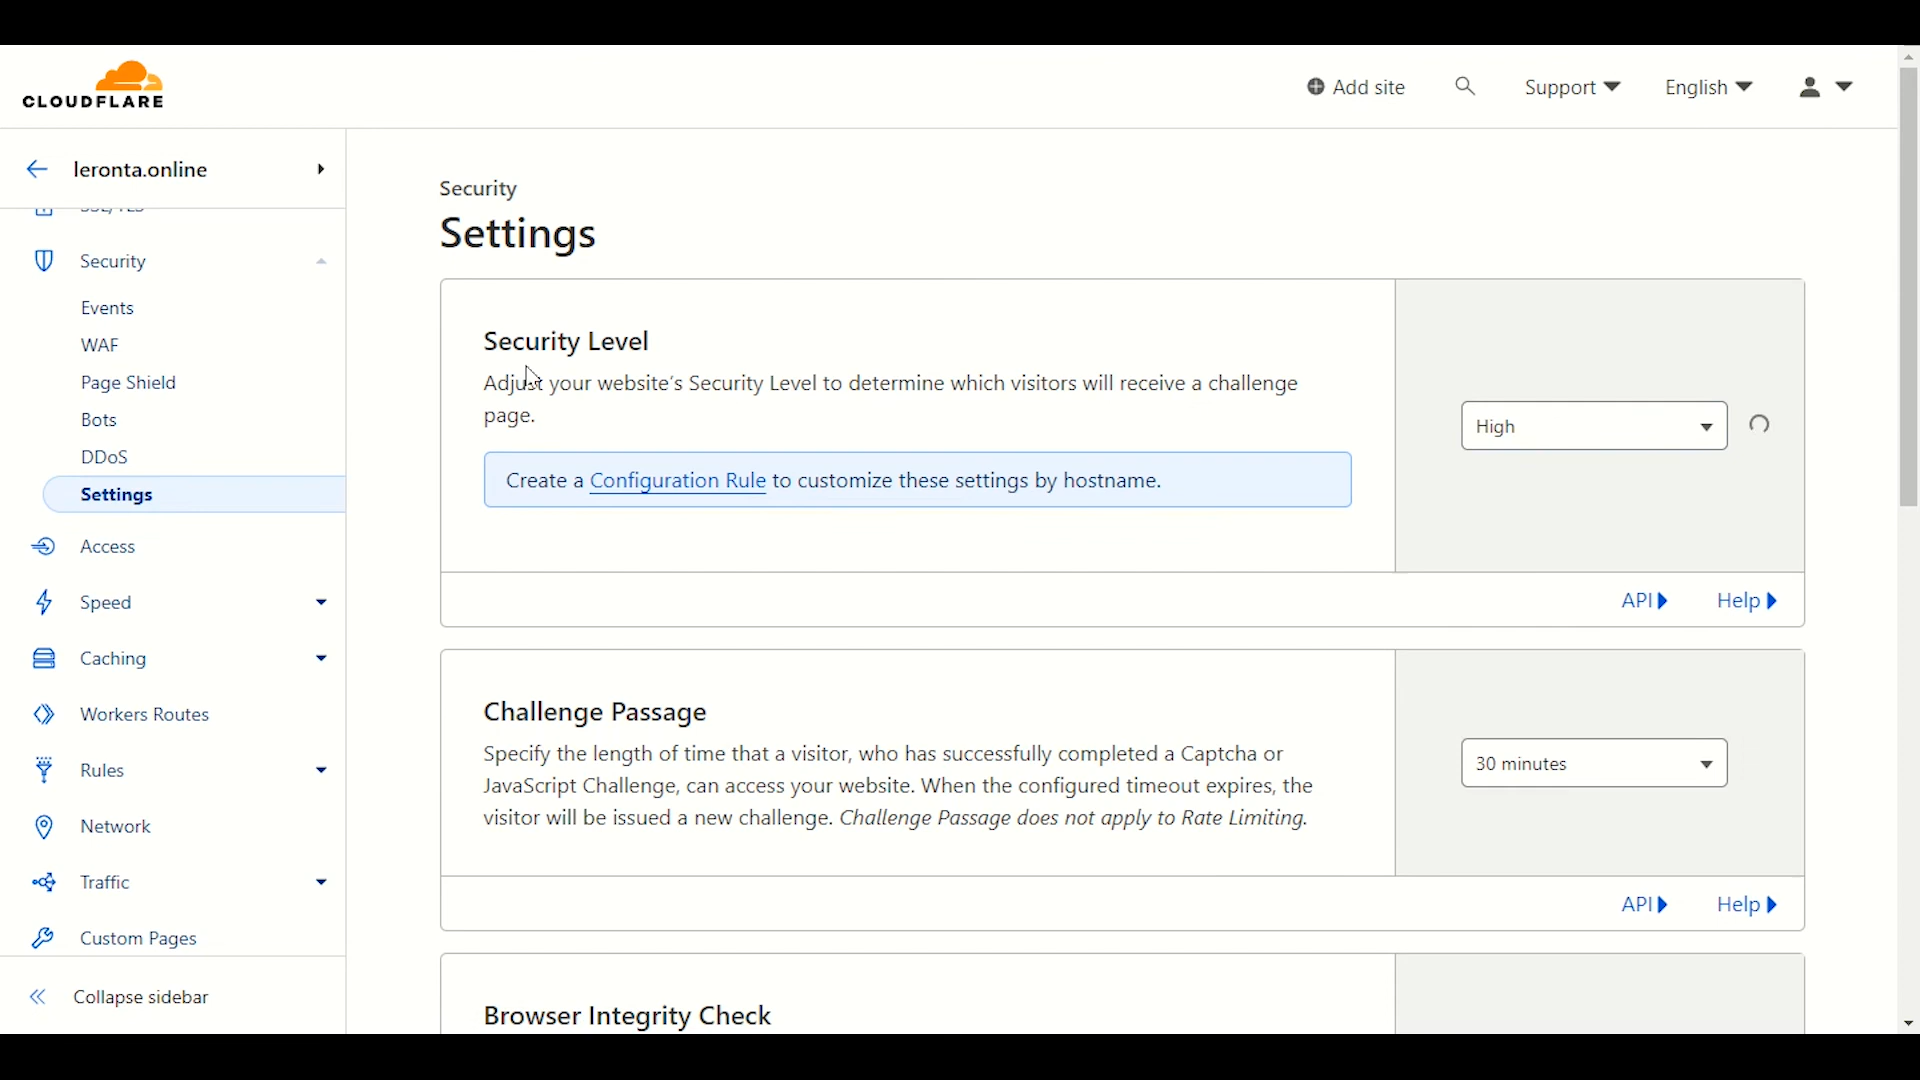 CLOUDFLARE
Add site
Support
English
leronta.online
Security
Events
WAF
Page Shield
Bots
DDoS
Settings
Access
Speed
Caching
Workers Routes
Rules
Network
Traffic
Custom Pages
Collapse sidebar
Security
Settings
Security Level
Adjust your website's Security Level to determine which visitors will receive a challenge
page.
Create a Configuration Rule to customize these settings by hostname.
High
API
Help
Challenge Passage
Specify the length of time that a visitor, who has successfully completed a Captcha or
JavaScript Challenge, can access your website. When the configured timeout expires, the
visitor will be issued a new challenge. Challenge Passage does not apply to Rate Limiting.
30 minutes
API
Help
Browser Integrity Check